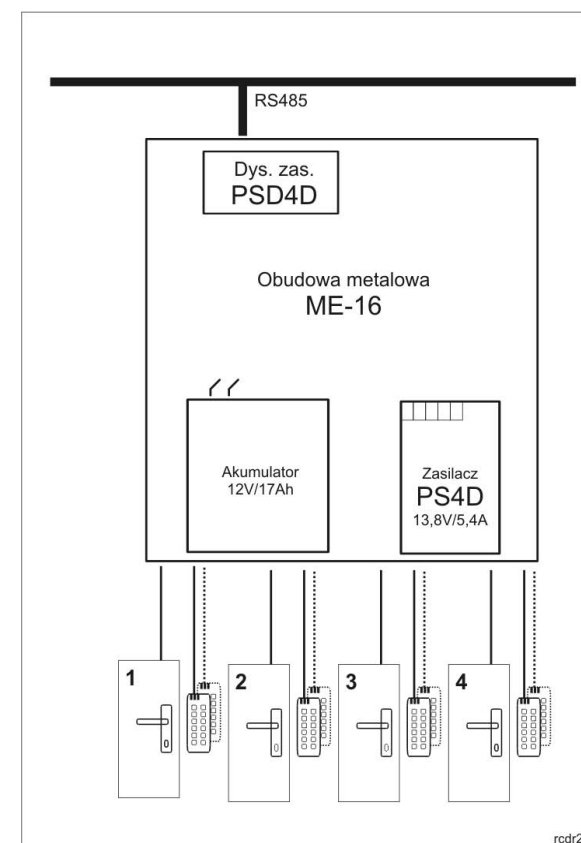 RS485
Dys. zas.
PSD4D
Obudowa metalowa
ME-16
Akumulator
12V/17Ah
Zasilacz
PS4D
13,8V/5,4A
1
2
3
4
rcdr2